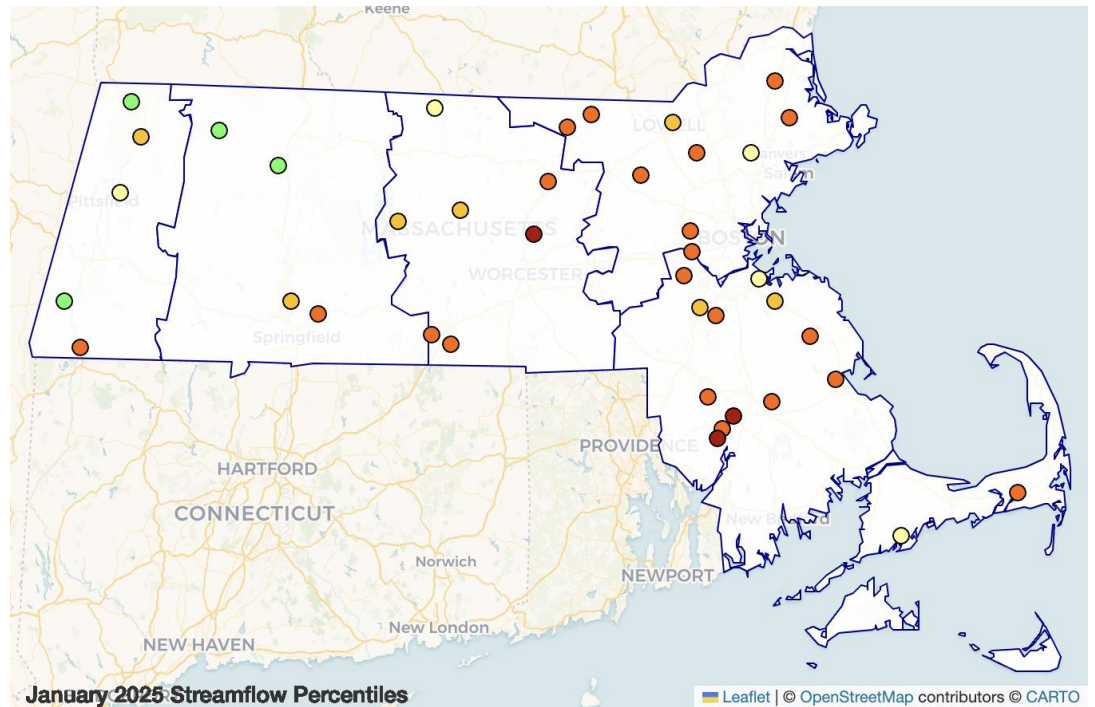 Keene
LOWELL
Danvers
Salem
Pittsfield
MASSACHUSETTS
BOSTON
WORCESTER
Springfield
PROVIDENCE
HARTFORD
CONNECTICUT
New Bedford
Norwich
NEWPORT
New London
NEW HAVEN
January 2025 Streamflow Percentiles
Leaflet | © OpenStreetMap contributors © CARTO